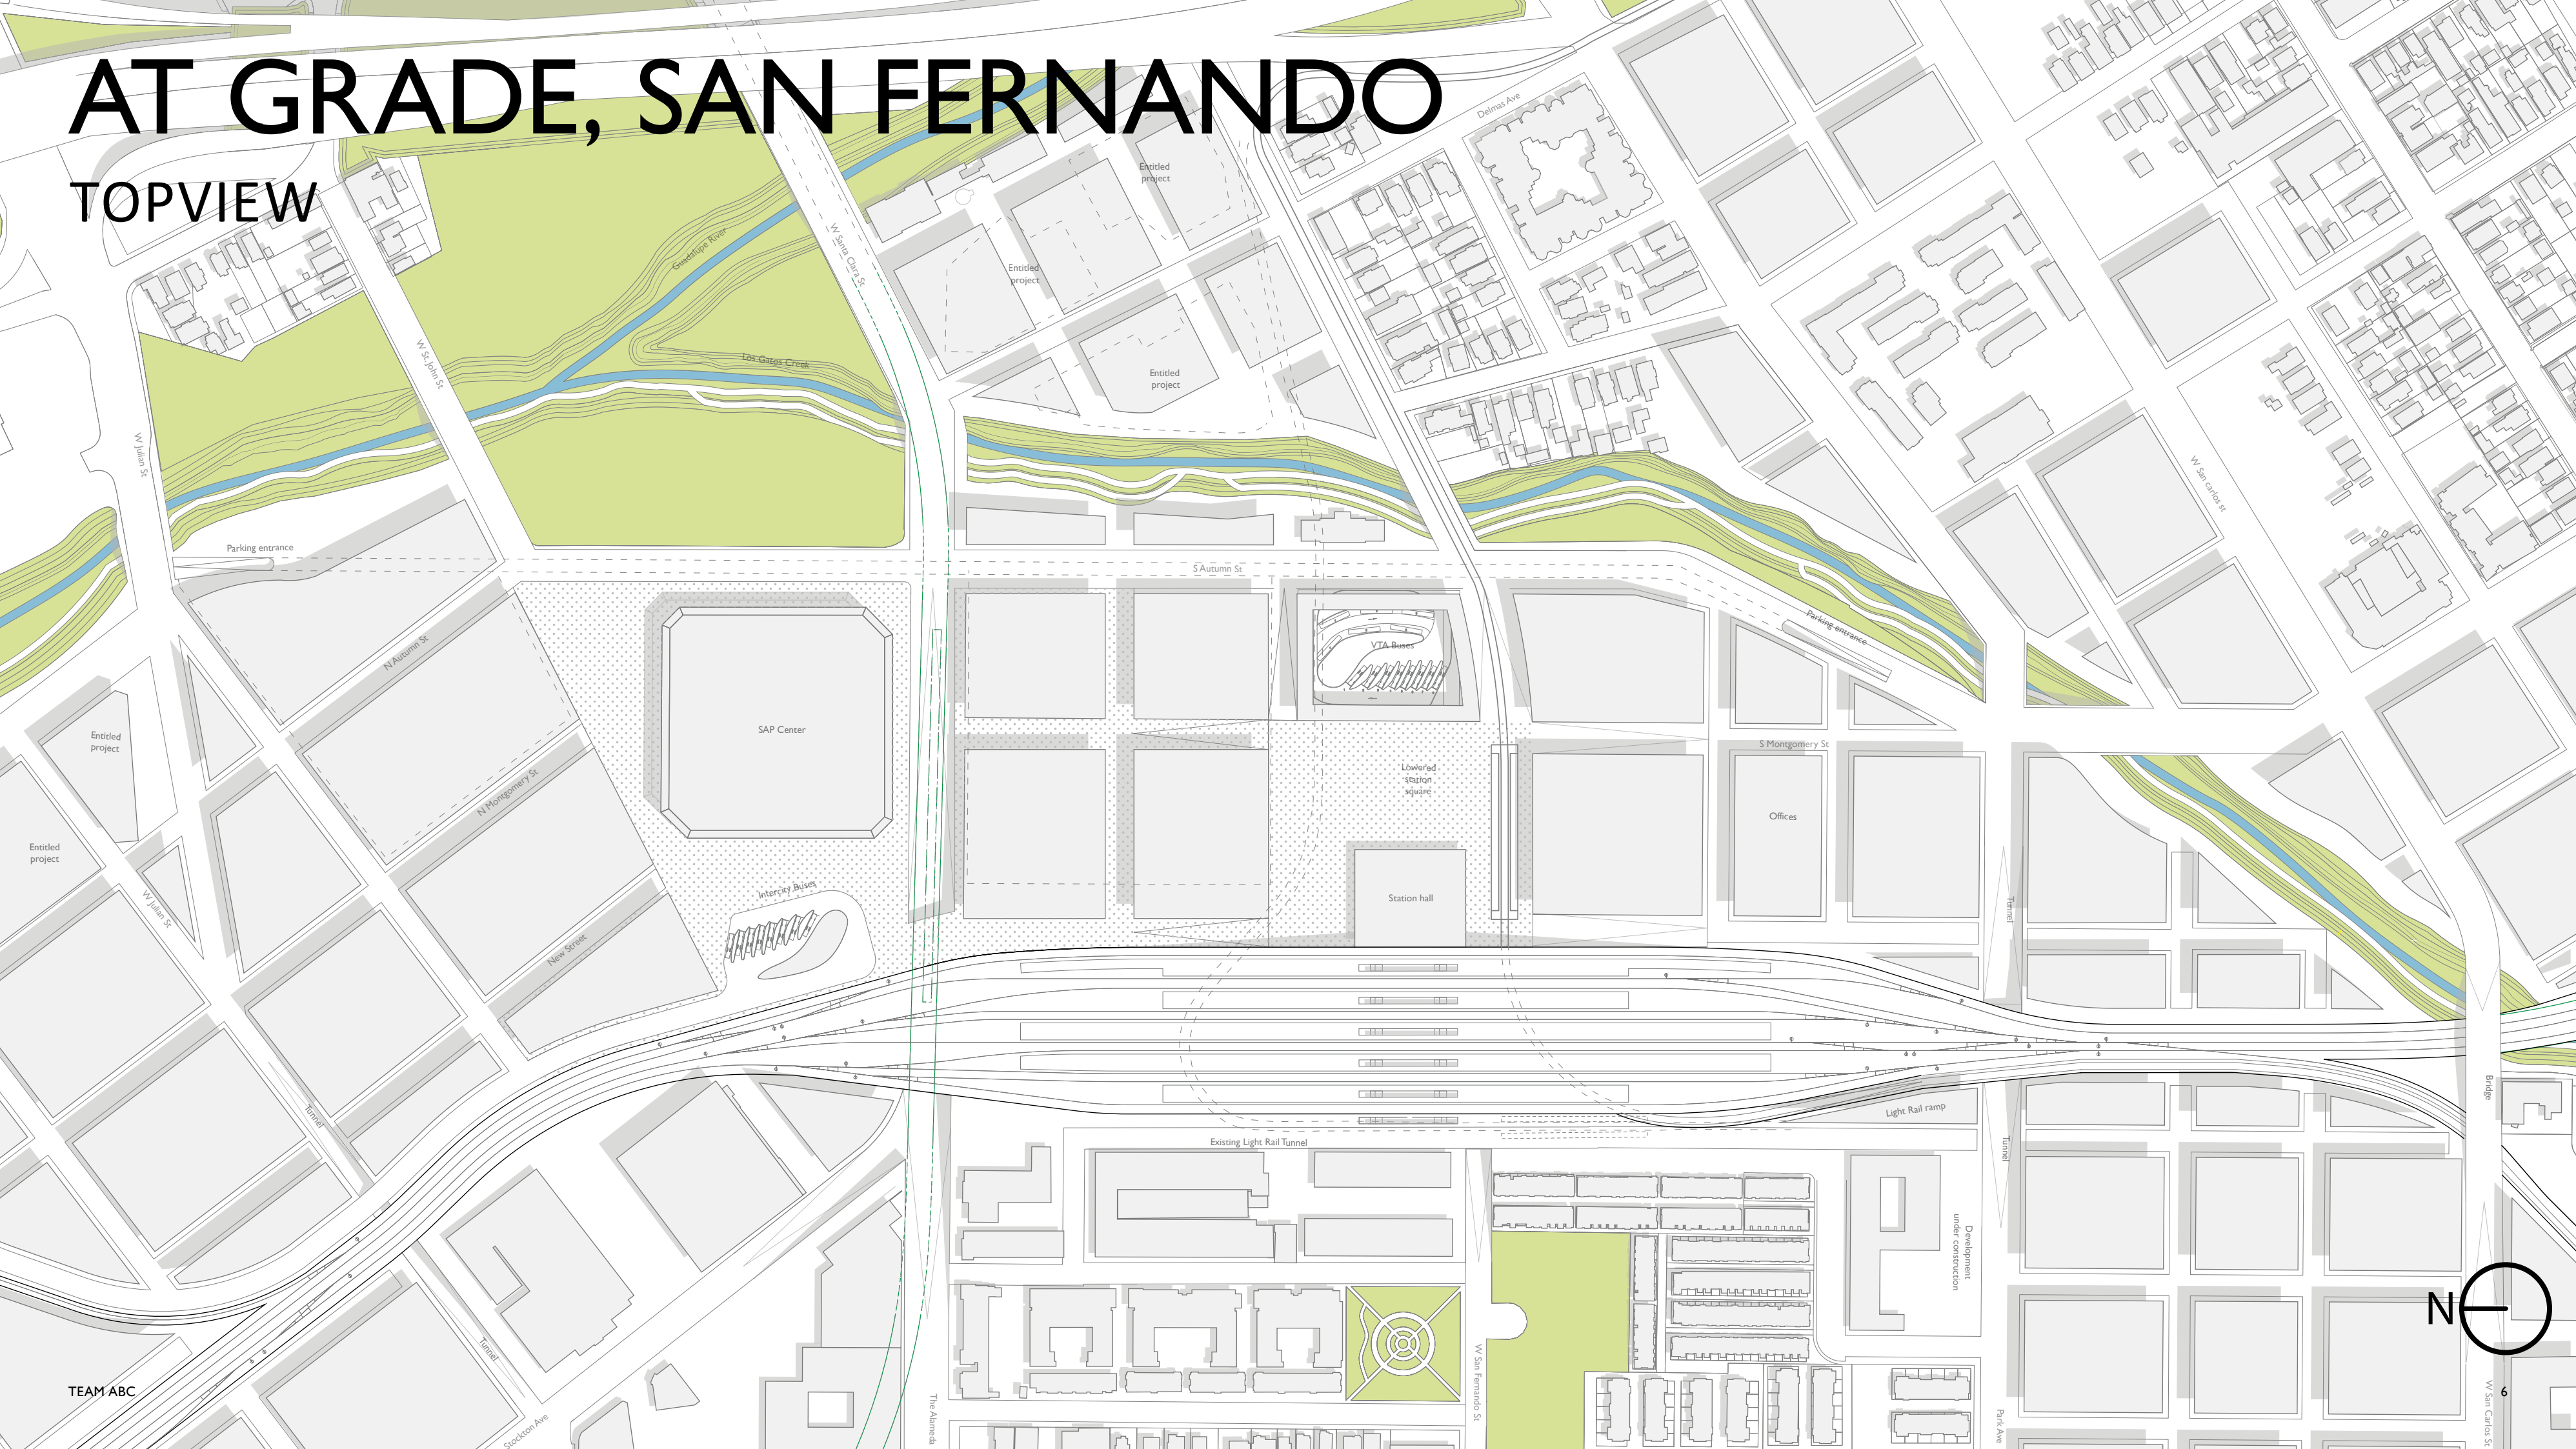 AT GRADE, SAN FERNANDO
TOPVIEW
Delmas Ave
Entitled
project
Guadalupe River
W Santa Clara St
Entitled
project
W St. John St
Los Gatos Creek
Entitled
project
W Julian St
W San carlos st
Parking entrance
S Autumn St
N Autumn St
VTA Buses
Parking entrance
SAP Center
Entitled
project
S Montgomery St
N Montgomery St
Lowered
station
square
Offices
Entitled
project
Intercity Buses
Station hall
W Julian St
Tunnel
New Street
Bridge
Tunnel
Light Rail ramp
Existing Light Rail Tunnel
Tunnel
Development
under construction
N
Tunnel
W San Fernando St
TEAM ABC
6
Stockton Ave
The Alameda
Park Ave
W San Carlos St